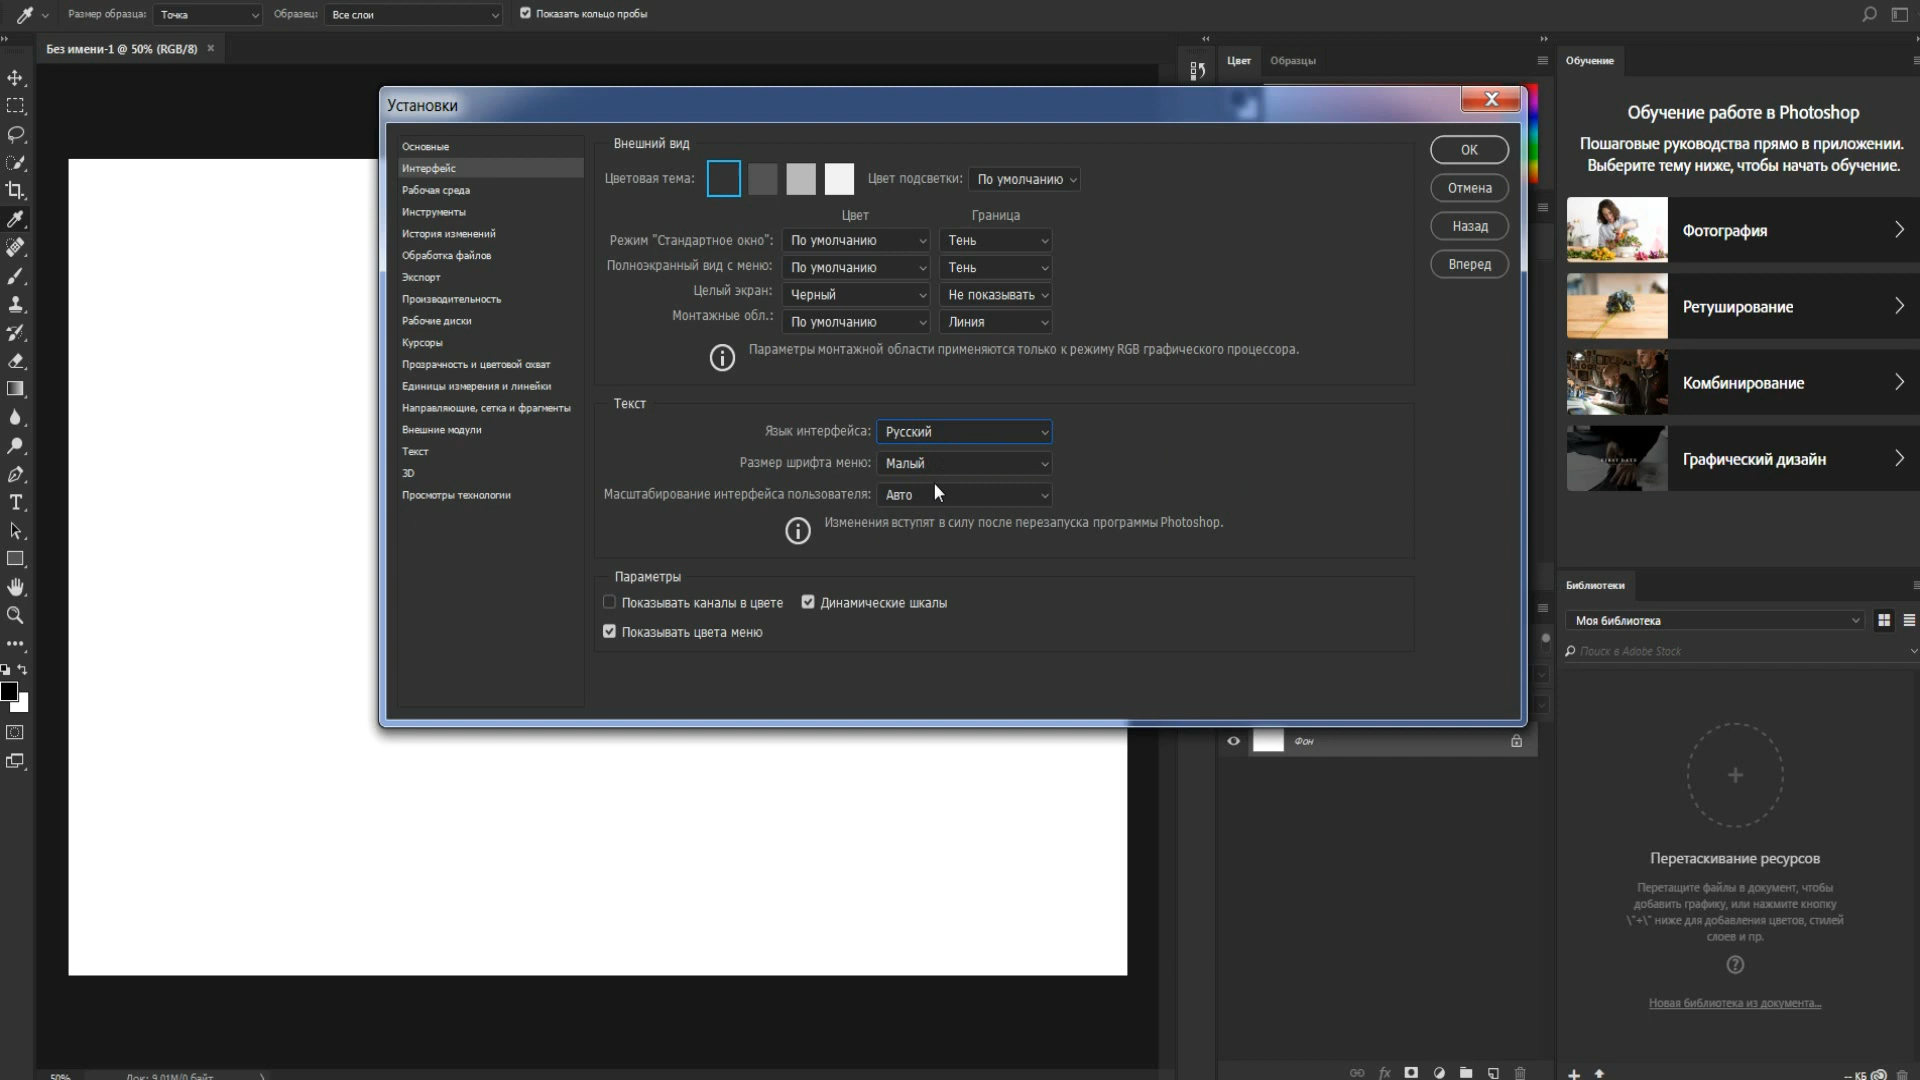 Размер образца: Точка Образец: Все слои Показать кольцо пробы
Без имени-1 @ 50% (RGB/8) ×
Цвет Образцы
Обучение
Обучение работе в Photoshop
Пошаговые руководства прямо в приложении.
Выберите тему ниже, чтобы начать обучение.
Фотография
Ретуширование
Комбинирование
Графический дизайн
Установки
Основные
Интерфейс
Рабочая среда
Инструменты
История изменений
Обработка файлов
Экспорт
Производительность
Рабочие диски
Курсоры
Прозрачность и цветовой охват
Единицы измерения и линейки
Направляющие, сетка и фрагменты
Внешние модули
Текст
3D
Просмотры технологии
Внешний вид
Цветовая тема: Цвет подсветки: По умолчанию
Цвет Граница
Режим "Стандартное окно": По умолчанию Тень
Полноэкранный вид с меню: По умолчанию Тень
Целый экран: Черный Не показывать
Монтажные обл.: По умолчанию Линия
Параметры монтажной области применяются только к режиму RGB графического процессора.
Текст
Язык интерфейса: Русский
Размер шрифта меню: Малый
Масштабирование интерфейса пользователя: Авто
Изменения вступят в силу после перезапуска программы Photoshop.
Параметры
Показывать каналы в цвете Динамические шкалы
Показывать цвета меню
OK
Отмена
Назад
Вперед
Фон
Библиотеки
Моя библиотека
Поиск в Adobe Stock
Перетаскивание ресурсов
Перетащите файлы в документ, чтобы
добавить графику, или нажмите кнопку
\"+\" ниже для добавления цветов, стилей
слоев и пр.
Новая библиотека из документа...
50% Док: 9,01M/0 байт
fx
-- КБ